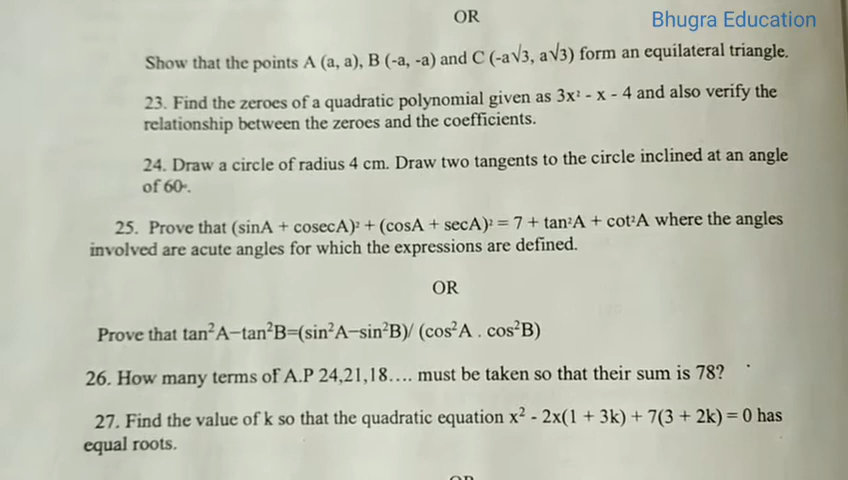 OR
Bhugra Education
Show that the points A (a, a), B (-a, -a) and C (-a√3, a√3) form an equilateral triangle.
23. Find the zeroes of a quadratic polynomial given as 3x² - x - 4 and also verify the
relationship between the zeroes and the coefficients.
24. Draw a circle of radius 4 cm. Draw two tangents to the circle inclined at an angle
of 60°.
25. Prove that (sinA + cosecA)² + (cosA + secA)² = 7 + tan²A + cot²A where the angles
involved are acute angles for which the expressions are defined.
OR
Prove that tan²A–tan²B=(sin²A–sin²B)/ (cos²A . cos²B)
26. How many terms of A.P 24,21,18.... must be taken so that their sum is 78?
27. Find the value of k so that the quadratic equation x² - 2x(1 + 3k) + 7(3 + 2k) = 0 has
equal roots.